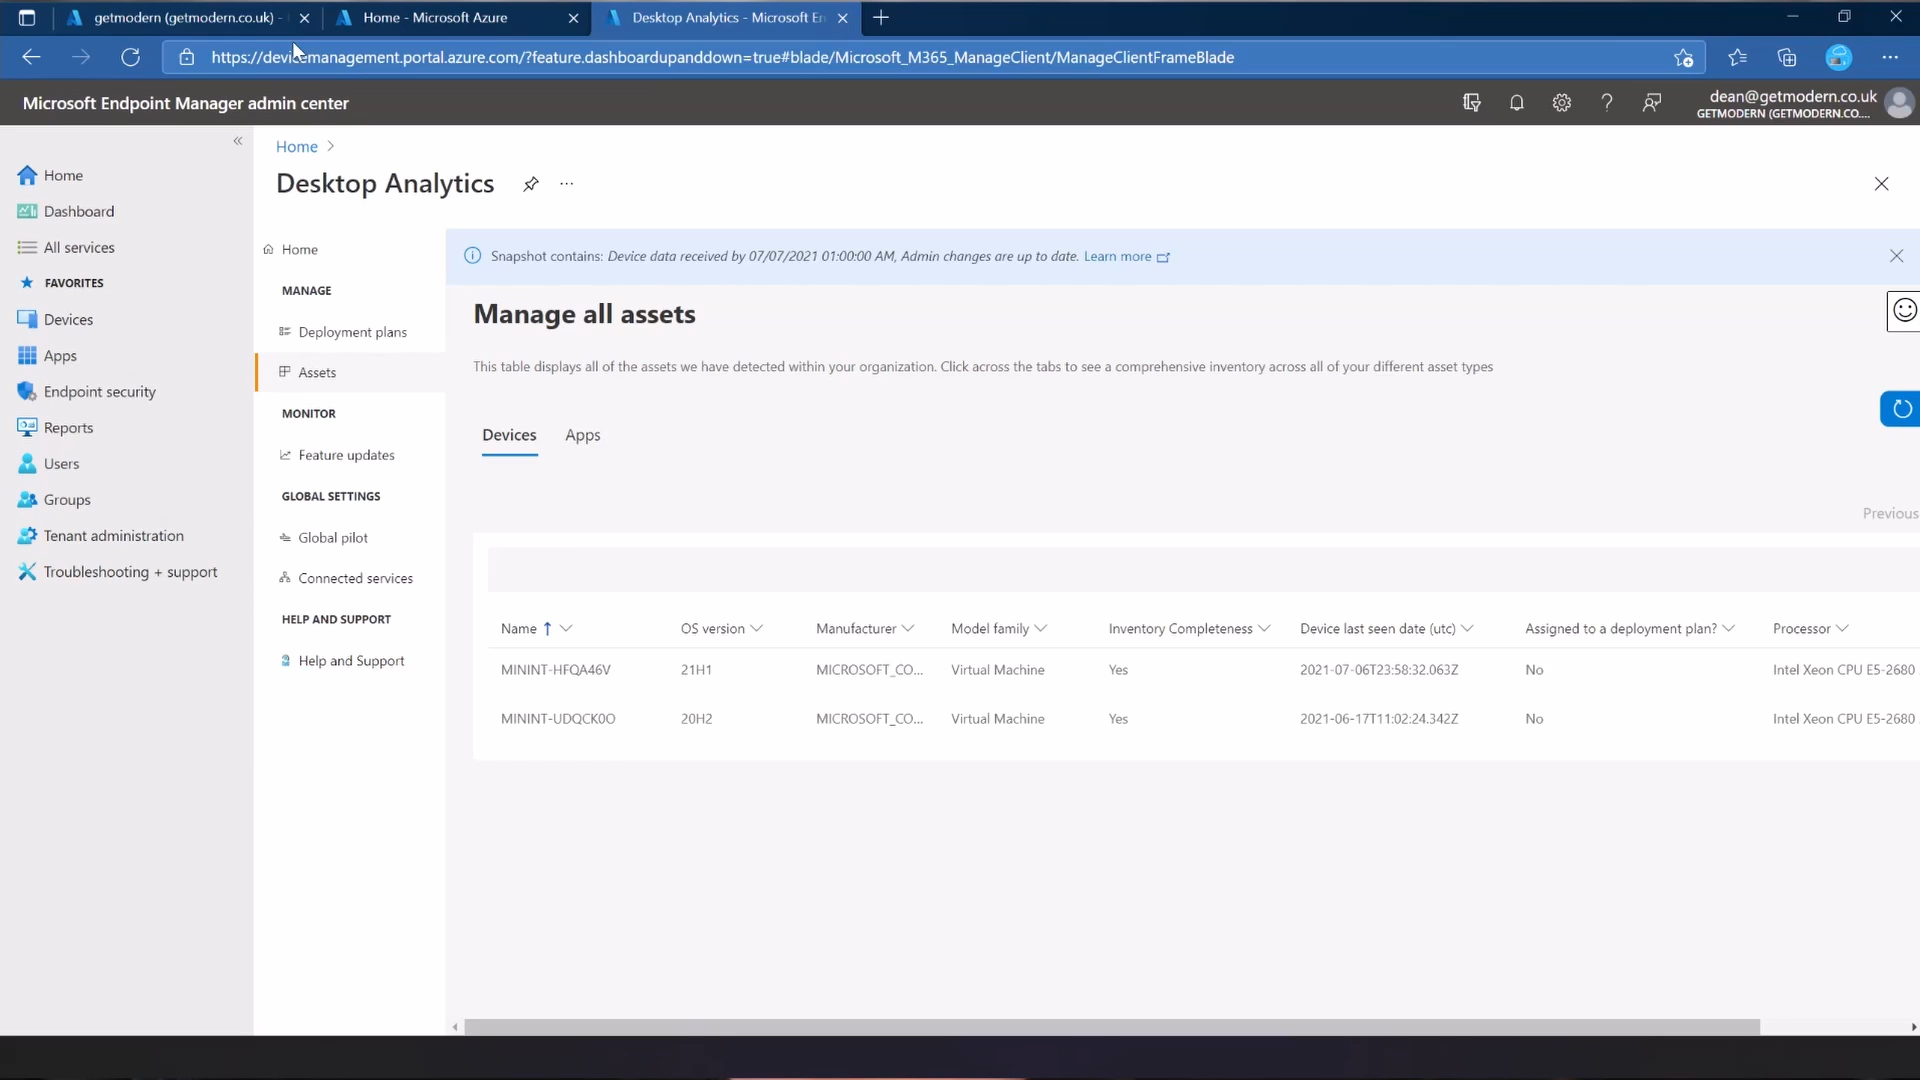 getmodern (getmodern.co.uk) -
Home - Microsoft Azure
Desktop Analytics - Microsoft En
https://devicemanagement.portal.azure.com/?feature.dashboardupanddown=true#blade/Microsoft_M365_ManageClient/ManageClientFrameBlade
Microsoft Endpoint Manager admin center
dean@getmodern.co.uk
GETMODERN (GETMODERN.CO....
Home
Dashboard
All services
FAVORITES
Devices
Apps
Endpoint security
Reports
Users
Groups
Tenant administration
Troubleshooting + support
Home
Desktop Analytics
Home
MANAGE
Deployment plans
Assets
MONITOR
Feature updates
GLOBAL SETTINGS
Global pilot
Connected services
HELP AND SUPPORT
Help and Support
Snapshot contains: Device data received by 07/07/2021 01:00:00 AM, Admin changes are up to date. Learn more
Manage all assets
This table displays all of the assets we have detected within your organization. Click across the tabs to see a comprehensive inventory across all of your different asset types
Devices Apps
Previous
Name OS version Manufacturer Model family Inventory Completeness Device last seen date (utc) Assigned to a deployment plan? Processor
MININT-HFQA46V 21H1 MICROSOFT_CO... Virtual Machine Yes 2021-07-06T23:58:32.063Z No Intel Xeon CPU E5-2680
MININT-UDQCK0O 20H2 MICROSOFT_CO... Virtual Machine Yes 2021-06-17T11:02:24.342Z No Intel Xeon CPU E5-2680